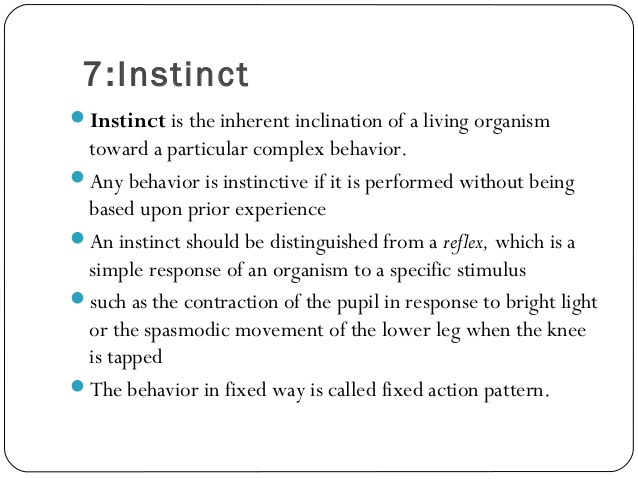 7:Instinct
Instinct is the inherent inclination of a living organism
toward a particular complex behavior.
Any behavior is instinctive if it is performed without being
based upon prior experience
An instinct should be distinguished from a reflex, which is a
simple response of an organism to a specific stimulus
such as the contraction of the pupil in response to bright light
or the spasmodic movement of the lower leg when the knee
is tapped
The behavior in fixed way is called fixed action pattern.